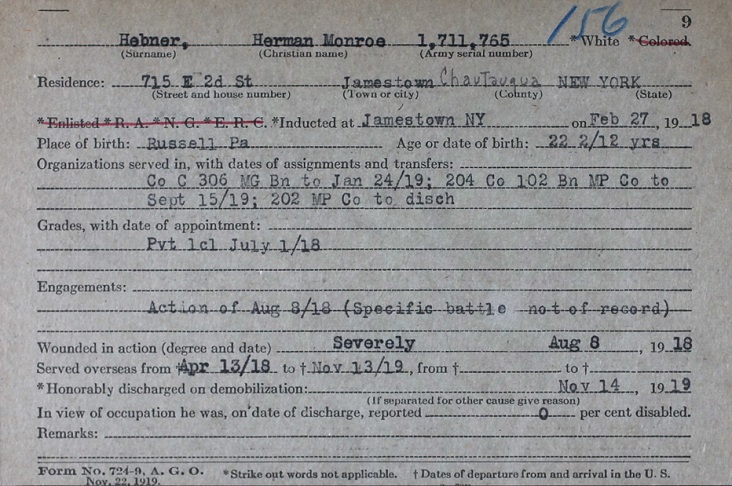 156
9
Hebner, Herman Monroe 1,711,765 *White *Colored.
(Surname) (Christian name) (Army serial number)
Residence: 715 E 2d St Jamestown Chautauqua NEW YORK
(Street and house number) (Town or city) (County) (State)
*Enlisted *R. A. *N. G. *E. R. C. *Inducted at Jamestown NY on Feb 27, 1918
Place of birth: Russell Pa Age or date of birth: 22 2/12 yrs
Organizations served in, with dates of assignments and transfers:
Co C 306 MG Bn to Jan 24/19; 204 Co 102 Bn MP Co to
Sept 15/19; 202 MP Co to disch
Grades, with date of appointment:
Pvt 1cl July 1/18
Engagements:
Action of Aug 8/18 (Specific battle not of record)
Wounded in action (degree and date) Severely Aug 8, 1918
Served overseas from †Apr 13/18 to †Nov 13/19, from † to †
*Honorably discharged on demobilization: Nov 14, 1919
(If separated for other cause give reason)
In view of occupation he was, on date of discharge, reported 0 per cent disabled.
Remarks:
Form No. 724-9, A. G. O. *Strike out words not applicable. †Dates of departure from and arrival in the U. S.
Nov. 22, 1919.